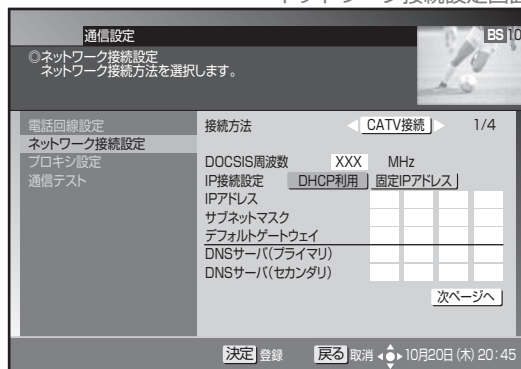 通信設定
BS 10
◎ネットワーク接続設定
ネットワーク接続方法を選択します。
電話回線設定
ネットワーク接続設定
プロキシ設定
通信テスト
接続方法 CATV接続 1/4
DOCSIS周波数 XXX MHz
IP接続設定 DHCP利用 固定IPアドレス
IPアドレス
サブネットマスク
デフォルトゲートウェイ
DNSサーバ(プライマリ)
DNSサーバ(セカンダリ)
次ページへ
決定 登録 戻る 取消 10月20日(木) 20:45